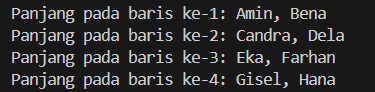 Panjang pada baris ke-1: Amin, Bena
Panjang pada baris ke-2: Candra, Dela
Panjang pada baris ke-3: Eka, Farhan
Panjang pada baris ke-4: Gisel, Hana